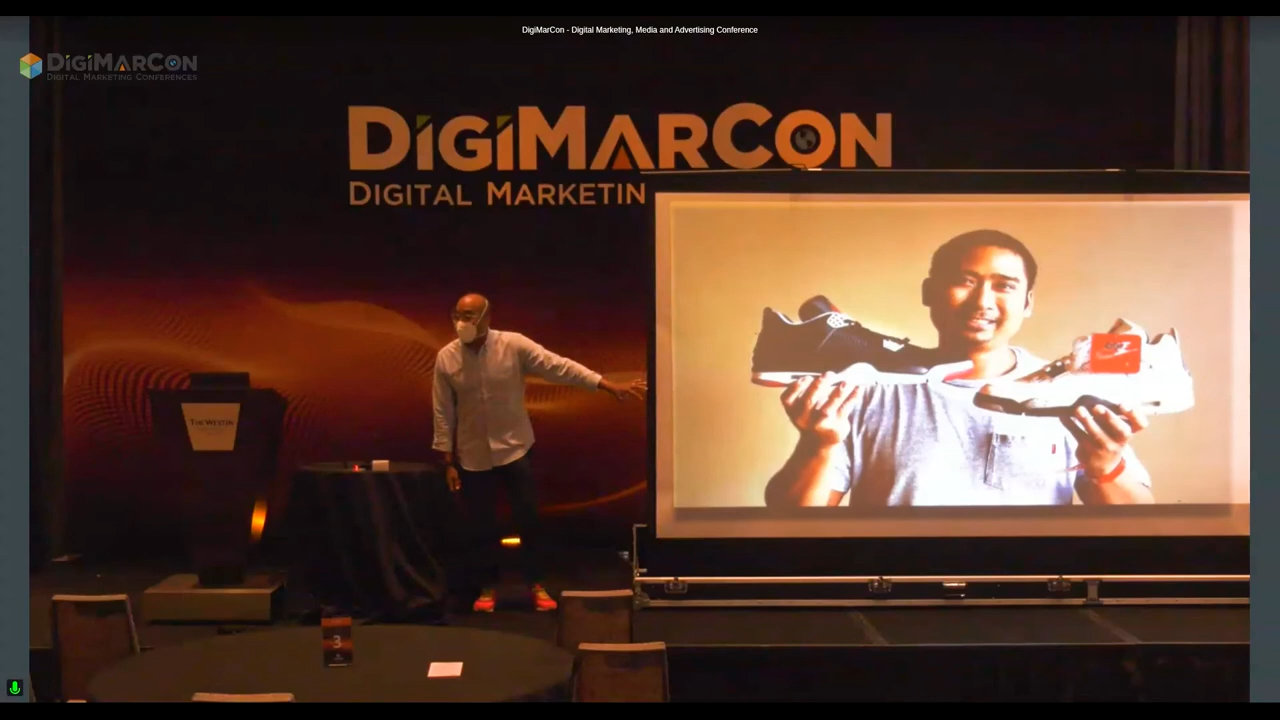 DigiMarCon - Digital Marketing, Media and Advertising Conference
DIGIMARCON
DIGITAL MARKETING CONFERENCES
DIGIMARCON
DIGITAL MARKETIN
THE WESTIN
3